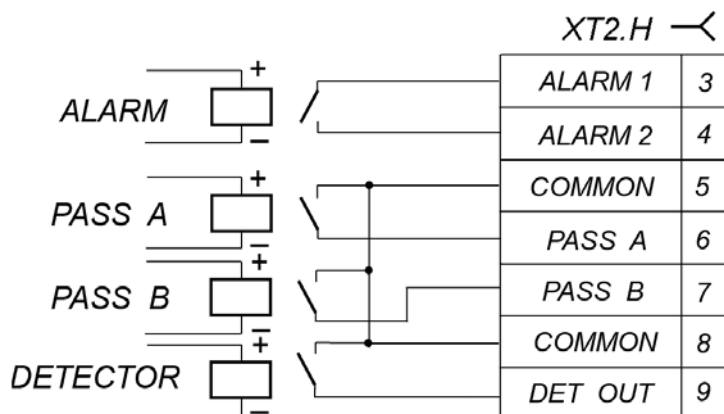 XT2.H
+
ALARM 1 3
ALARM
−
ALARM 2 4
+
COMMON 5
PASS A
PASS A 6
−
+
PASS B
PASS B 7
−
+
COMMON 8
DETECTOR
DET OUT 9
−